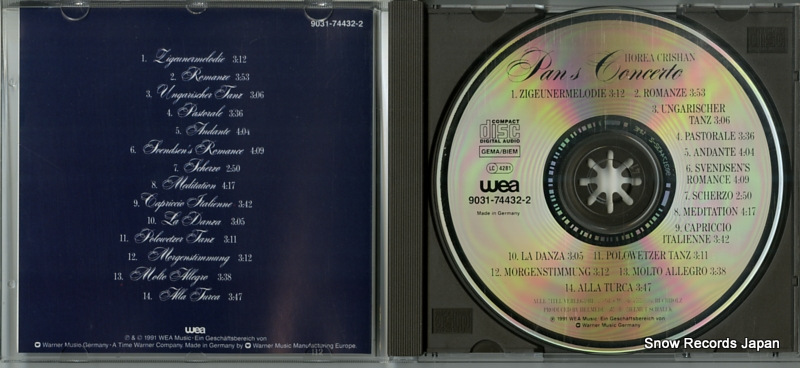 9031-74432-2
1. Zigeunermelodie 3:12
2. Romanze 3:53
3. Ungarischer Tanz 3:06
4. Pastorale 3:36
5. Andante 4:04
6. Svendsen's Romance 4:09
7. Scherzo 2:50
8. Meditation 4:17
9. Capriccio Italienne 3:42
10. La Danza 3:05
11. Polowetzer Tanz 3:11
12. Morgenstimmung 3:12
13. Molto Allegro 3:38
14. Alla Turca 3:47
wea
℗ & © 1991 WEA Music · Ein Geschäftsbereich von
Warner Music Germany · A Time Warner Company. Made in Germany by Warner Music Manufacturing Europe.
HOREA CRISHAN
Pan's Concerto
1. ZIGEUNERMELODIE 3:12 2. ROMANZE 3:53
3. UNGARISCHER
TANZ 3:06
4. PASTORALE 3:36
5. ANDANTE 4:04
6. SVENDSEN'S
ROMANCE 4:09
7. SCHERZO 2:50
8. MEDITATION 4:17
9. CAPRICCIO
ITALIENNE 3:42
COMPACT
disc
DIGITAL AUDIO
GEMA/BIEM
LC 4281
wea
9031-74432-2
Made in Germany
10. LA DANZA 3:05 11. POLOWETZER TANZ 3:11
12. MORGENSTIMMUNG 3:12 13. MOLTO ALLEGRO 3:38
14. ALLA TURCA 3:47
℗ 1991 WEA Music · Ein Geschäftsbereich von
Warner Music Germany
Snow Records Japan